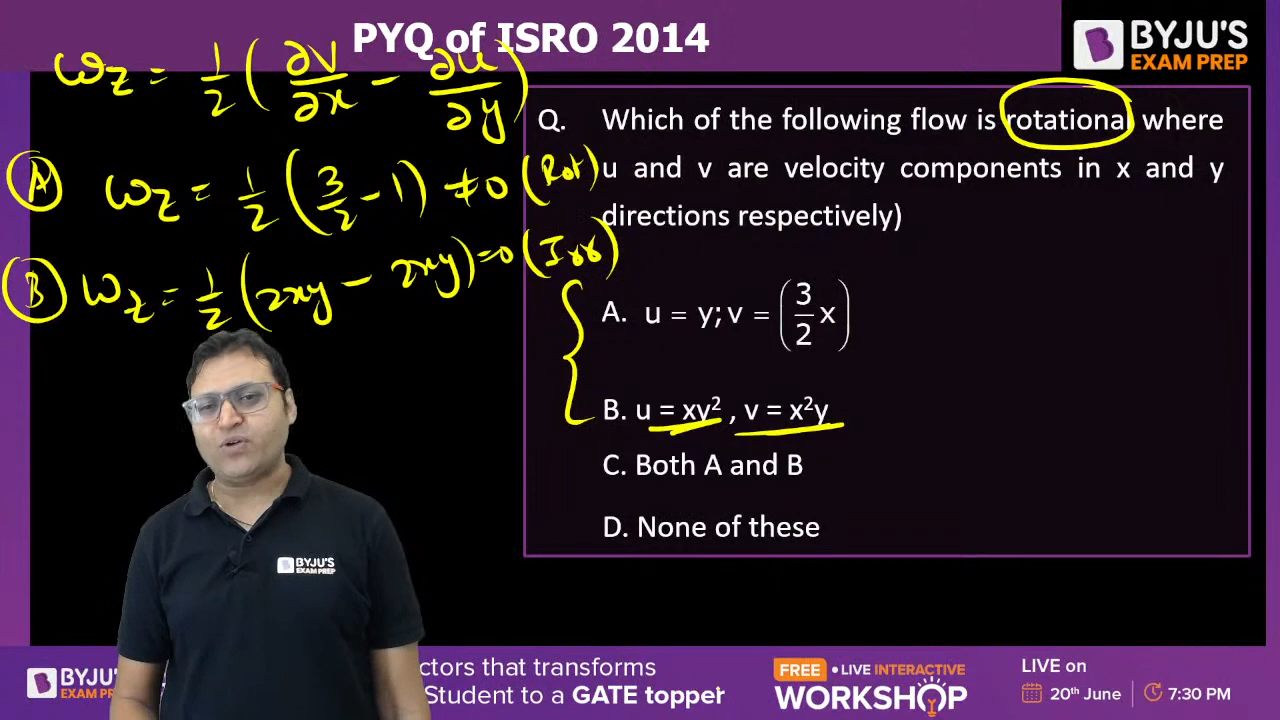 PYQ of ISRO 2014
BYJU'S
EXAM PREP
ωz = 1/2 (∂v/∂x - ∂u/∂y)
A ωz = 1/2 (3/2 - 1) ≠ 0 (Rot)
B ωz = 1/2 (2xy - 2xy) = 0 (Irr)
Q. Which of the following flow is rotational where
u and v are velocity components in x and y
directions respectively)
A. u = y; v = (3/2 x)
B. u = xy² , v = x²y
C. Both A and B
D. None of these
BYJU'S
EXAM PREP
BYJU'S
EXAM PREP
ctors that transforms
Student to a GATE topper
FREE • LIVE INTERACTIVE
WORKSHOP
LIVE on
20th June 7:30 PM